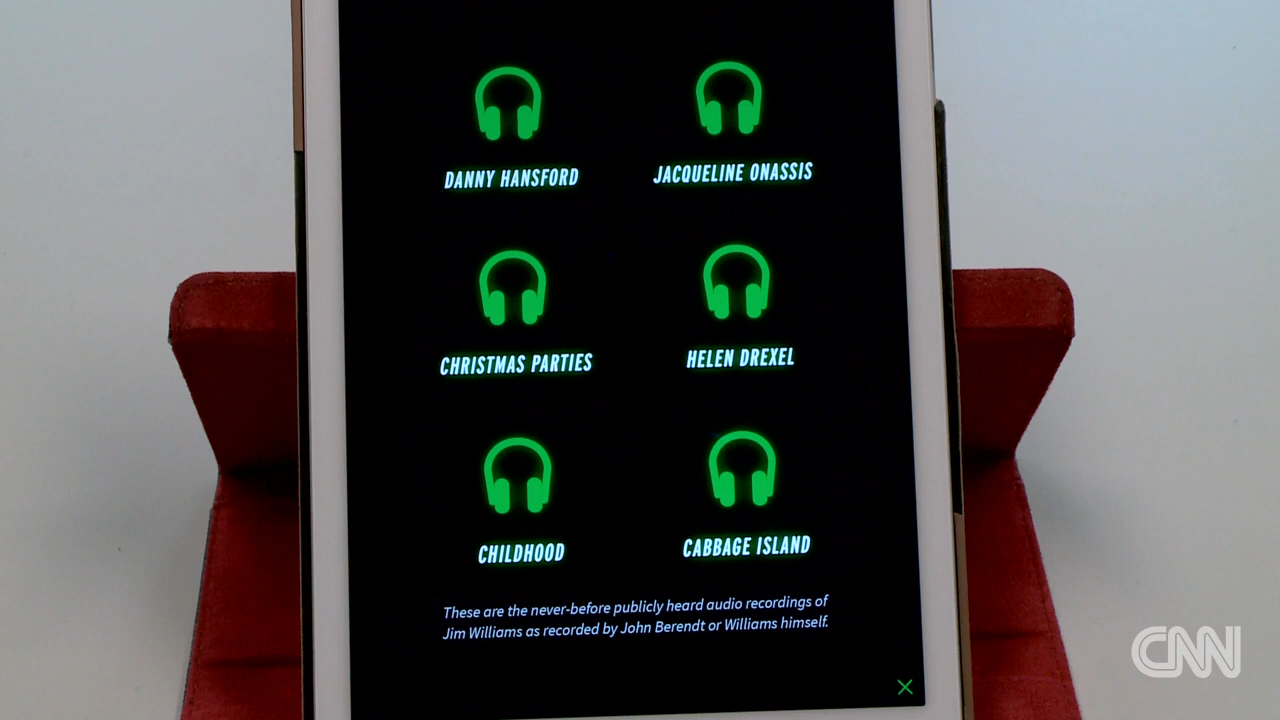 DANNY HANSFORD
JACQUELINE ONASSIS
CHRISTMAS PARTIES
HELEN DREXEL
CHILDHOOD
CABBAGE ISLAND
These are the never-before publicly heard audio recordings of
Jim Williams as recorded by John Berendt or Williams himself.
CNN